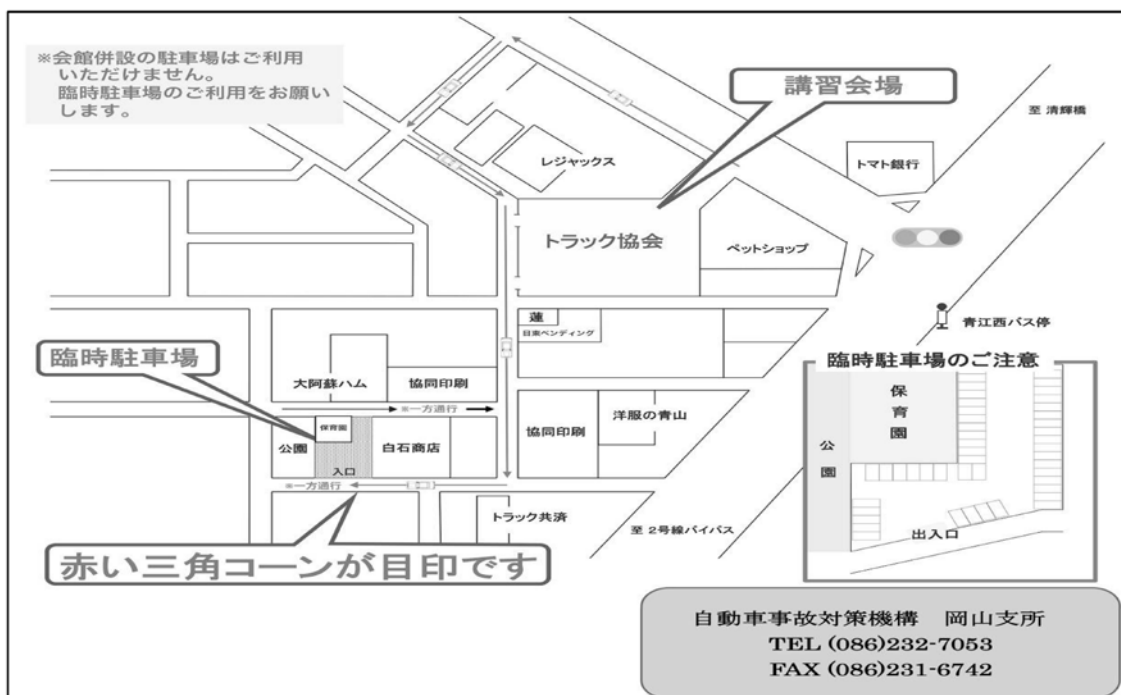 ※会館併設の駐車場はご利用
いただけません。
臨時駐車場のご利用をお願い
します。
講習会場
至 清輝橋
レジャックス
トマト銀行
トラック協会
ペットショップ
蓮
日東ベンディング
青江西バス停
臨時駐車場
大阿蘇ハム
協同印刷
※一方通行
保育園
公園
白石商店
入口
協同印刷
洋服の青山
※一方通行
トラック共済
至 2号線バイパス
赤い三角コーンが目印です
臨時駐車場のご注意
保育園
公園
出入口
自動車事故対策機構 岡山支所
TEL (086)232-7053
FAX (086)231-6742